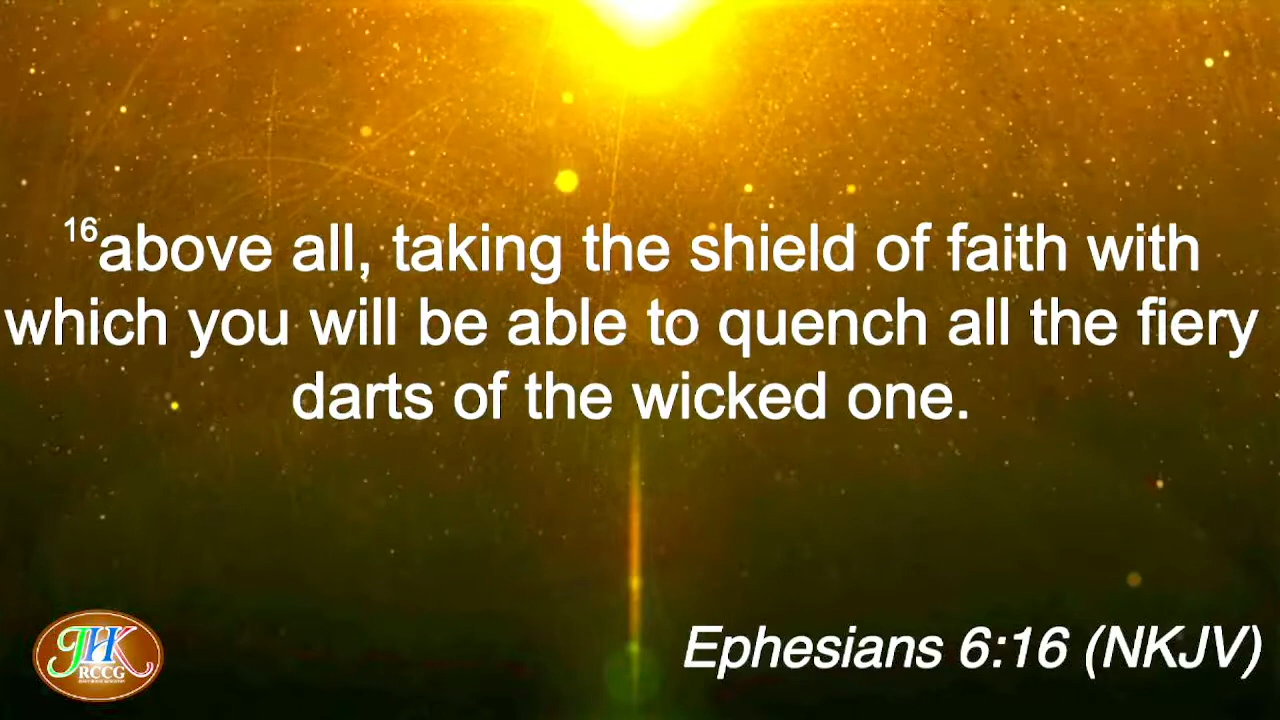 16above all, taking the shield of faith with
which you will be able to quench all the fiery
darts of the wicked one.
Ephesians 6:16 (NKJV)
JHK
RCCG